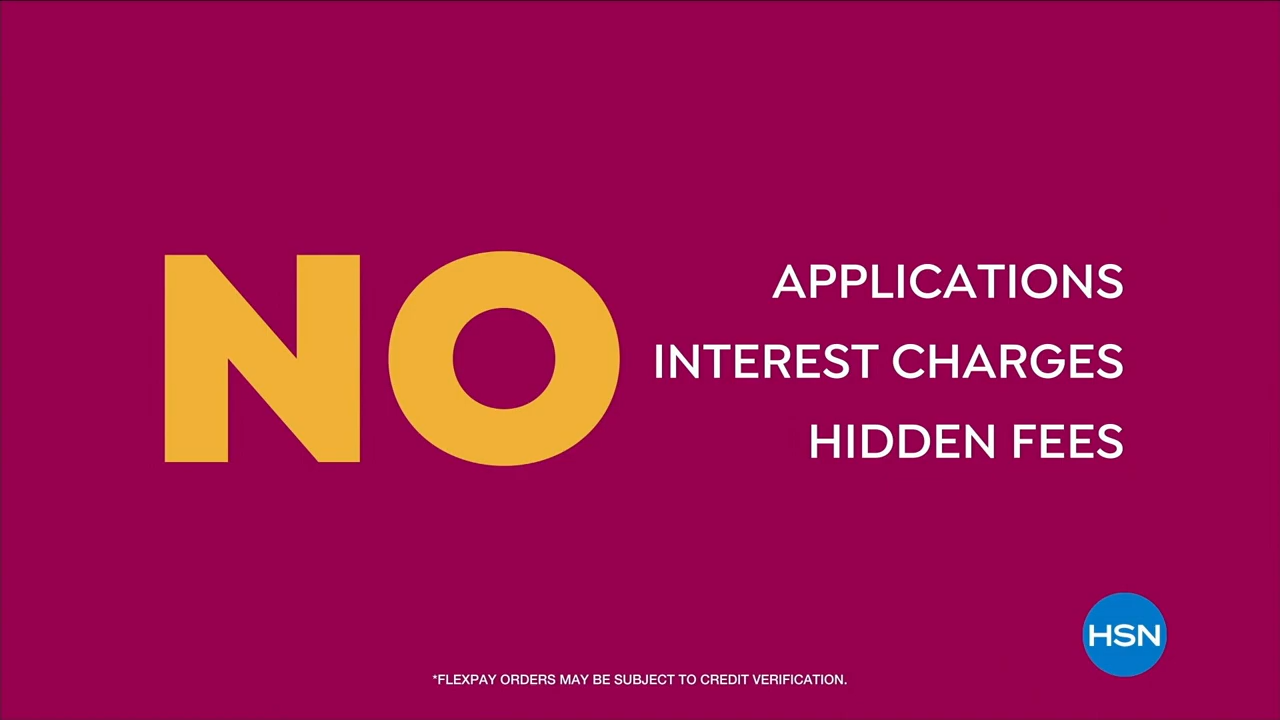 NO
APPLICATIONS
INTEREST CHARGES
HIDDEN FEES
HSN
*FLEXPAY ORDERS MAY BE SUBJECT TO CREDIT VERIFICATION.